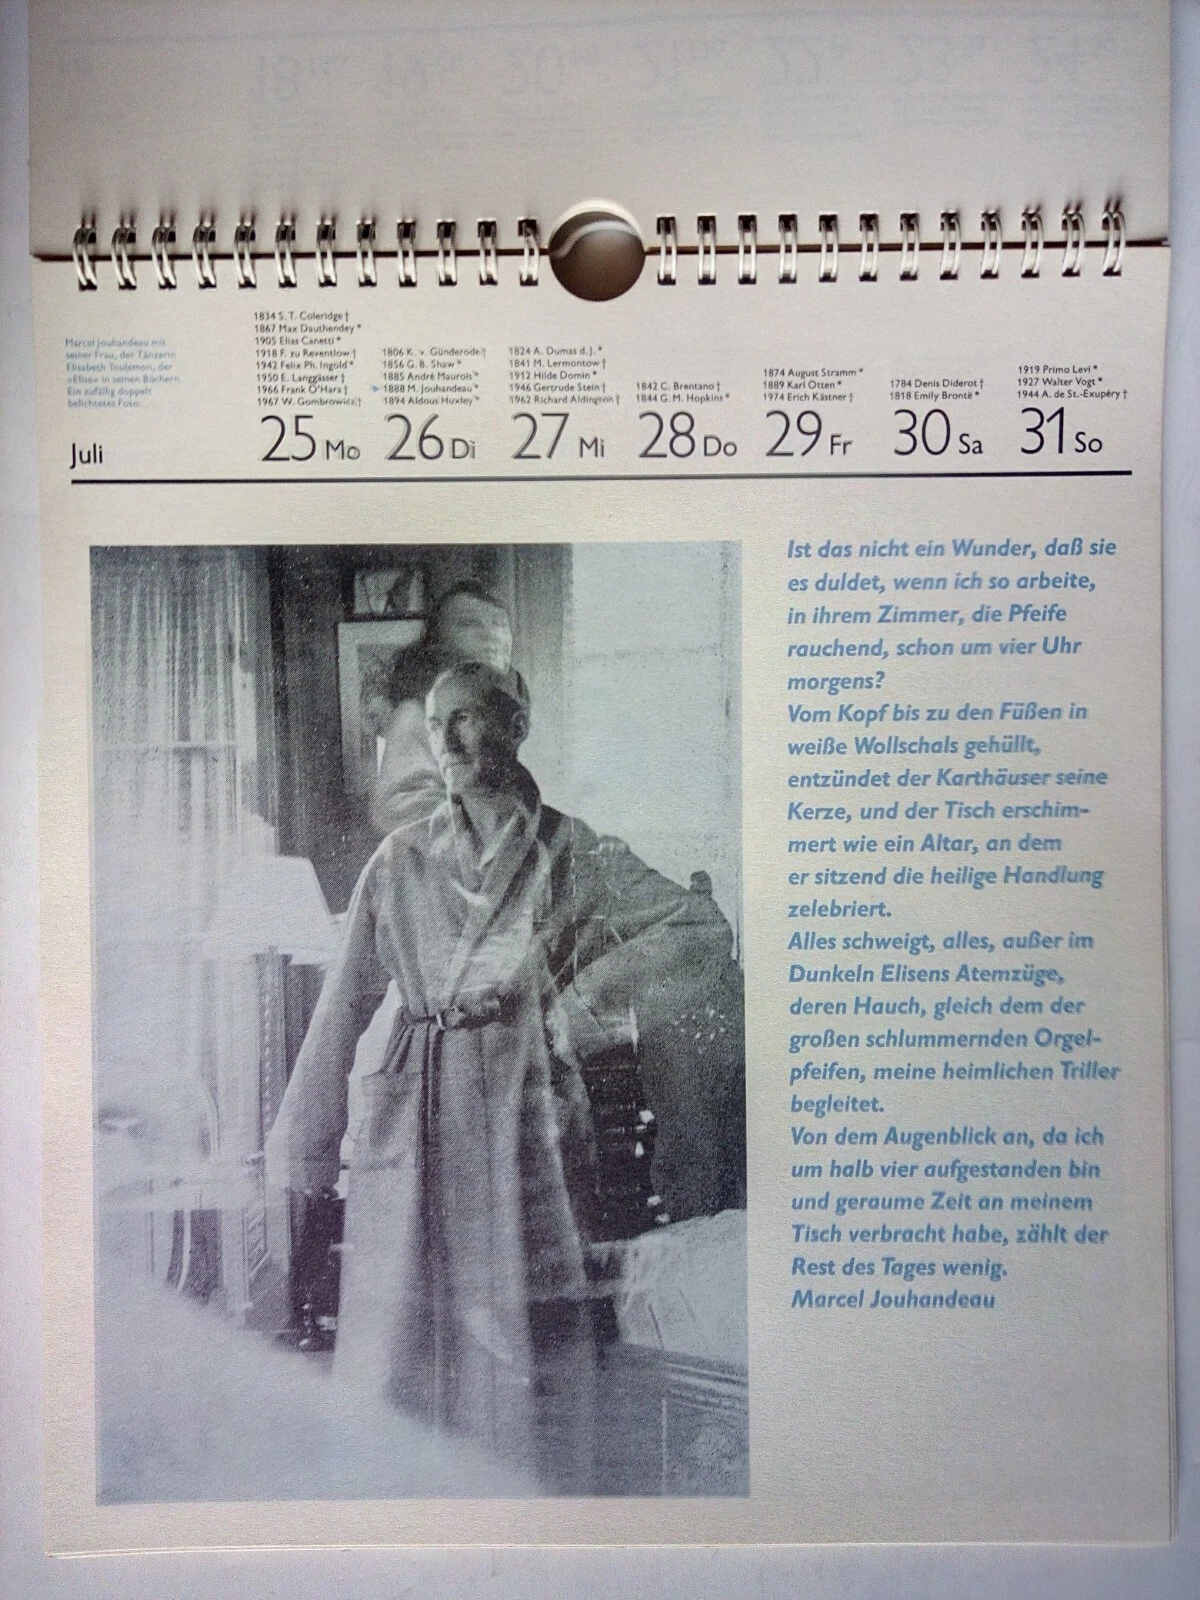 Marcel Jouhandeau mit
seiner Frau, der Tänzerin
Elisabeth Toulemon, der
»Elise« in seinen Büchern.
Ein zufällig doppelt
belichtetes Foto.
Juli
1834 S. T. Coleridge †
1867 Max Dauthendey *
1905 Elias Canetti *
1918 F. zu Reventlow †
1942 Felix Ph. Ingold *
1950 E. Langgässer †
1966 Frank O'Hara †
1967 W. Gombrowicz †
25 Mo
1806 K. v. Günderode †
1856 G. B. Shaw *
1885 André Maurois *
1888 M. Jouhandeau *
1894 Aldous Huxley *
26 Di
1824 A. Dumas d. J. *
1841 M. Lermontow †
1912 Hilde Domin *
1946 Gertrude Stein †
1962 Richard Aldington †
27 Mi
1842 C. Brentano †
1844 G. M. Hopkins *
28 Do
1874 August Stramm *
1889 Karl Otten *
1974 Erich Kästner †
29 Fr
1784 Denis Diderot †
1818 Emily Brontë *
30 Sa
1919 Primo Levi *
1927 Walter Vogt *
1944 A. de St.-Exupéry †
31 So
Ist das nicht ein Wunder, daß sie
es duldet, wenn ich so arbeite,
in ihrem Zimmer, die Pfeife
rauchend, schon um vier Uhr
morgens?
Vom Kopf bis zu den Füßen in
weiße Wollschals gehüllt,
entzündet der Karthäuser seine
Kerze, und der Tisch erschim-
mert wie ein Altar, an dem
er sitzend die heilige Handlung
zelebriert.
Alles schweigt, alles, außer im
Dunkeln Elisens Atemzüge,
deren Hauch, gleich dem der
großen schlummernden Orgel-
pfeifen, meine heimlichen Triller
begleitet.
Von dem Augenblick an, da ich
um halb vier aufgestanden bin
und geraume Zeit an meinem
Tisch verbracht habe, zählt der
Rest des Tages wenig.
Marcel Jouhandeau